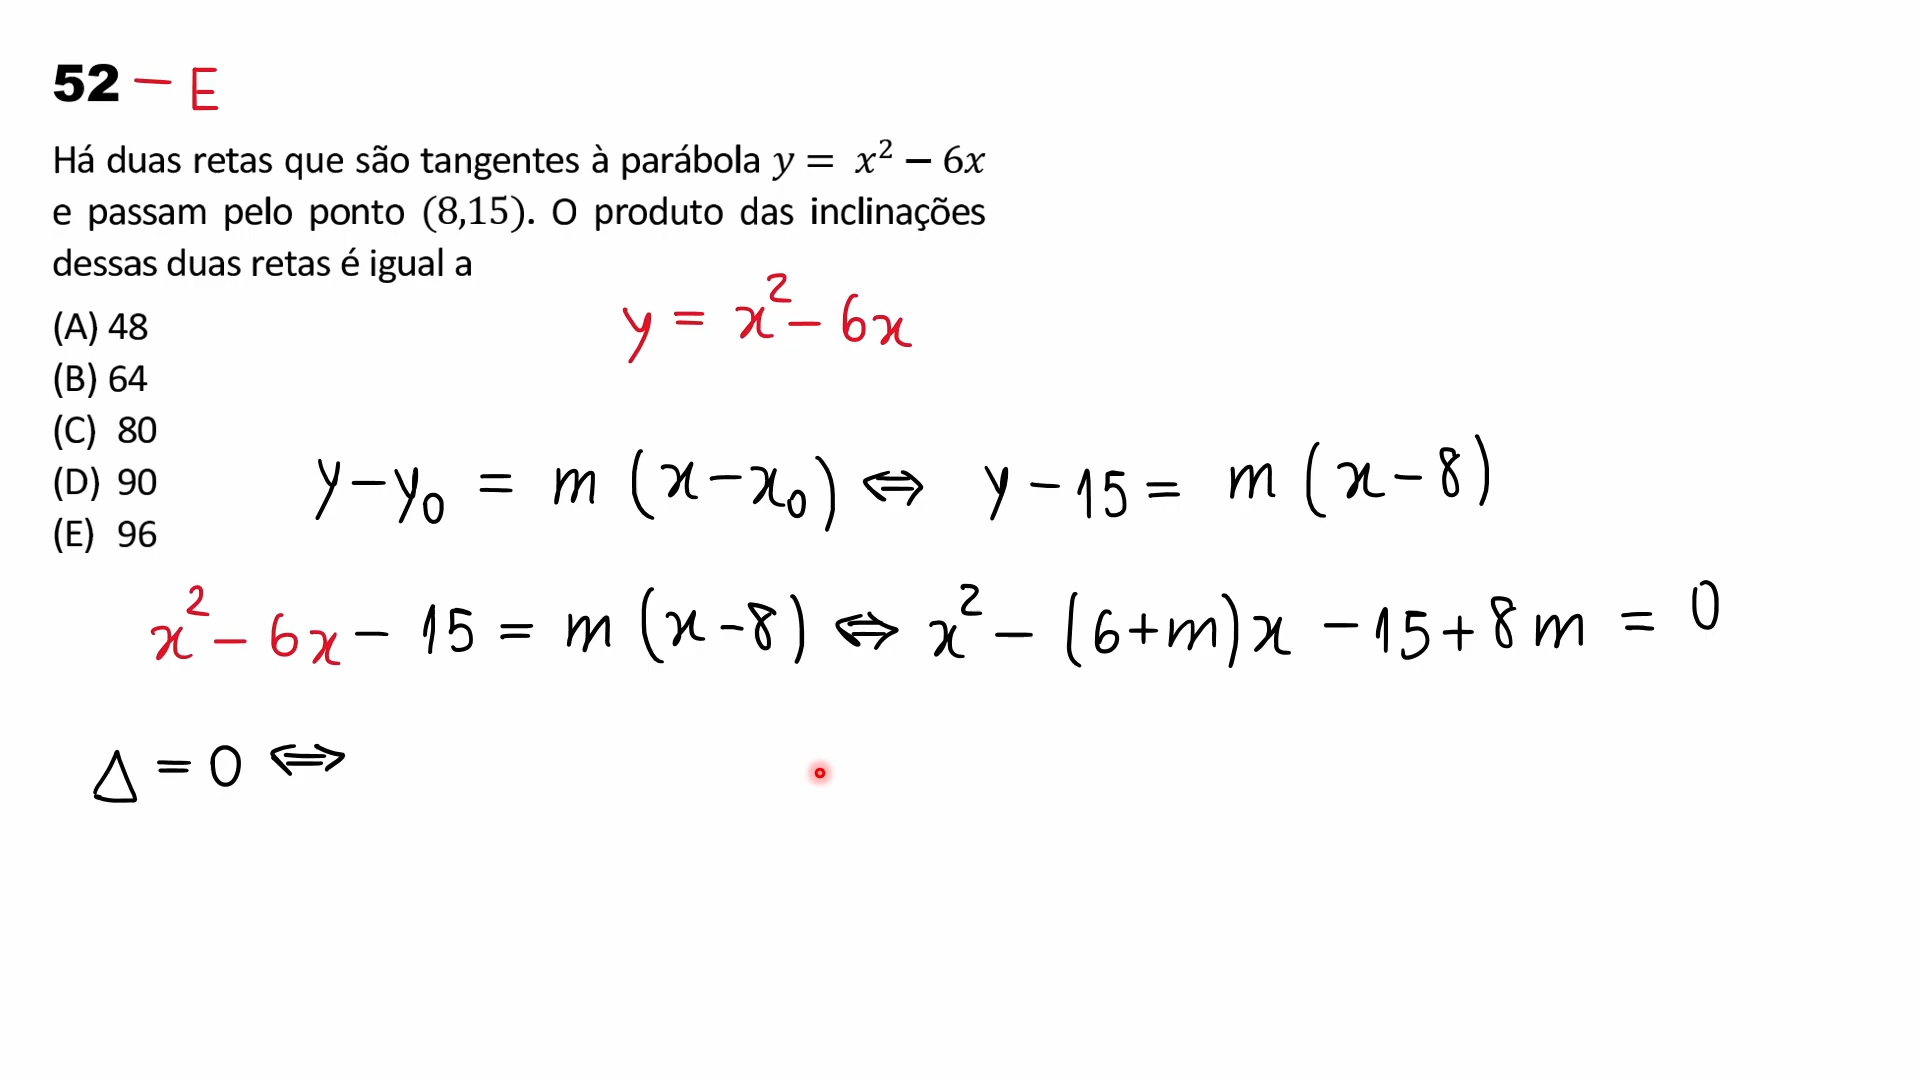 52 - E
Há duas retas que são tangentes à parábola y = x² − 6x
e passam pelo ponto (8,15). O produto das inclinações
dessas duas retas é igual a
(A) 48
(B) 64
(C) 80
(D) 90
(E) 96
y = x² − 6x
y − y₀ = m (x − x₀) ⇔ y − 15 = m (x − 8)
x² − 6x − 15 = m (x − 8) ⇔ x² − (6+m)x − 15 + 8m = 0
Δ = 0 ⇔